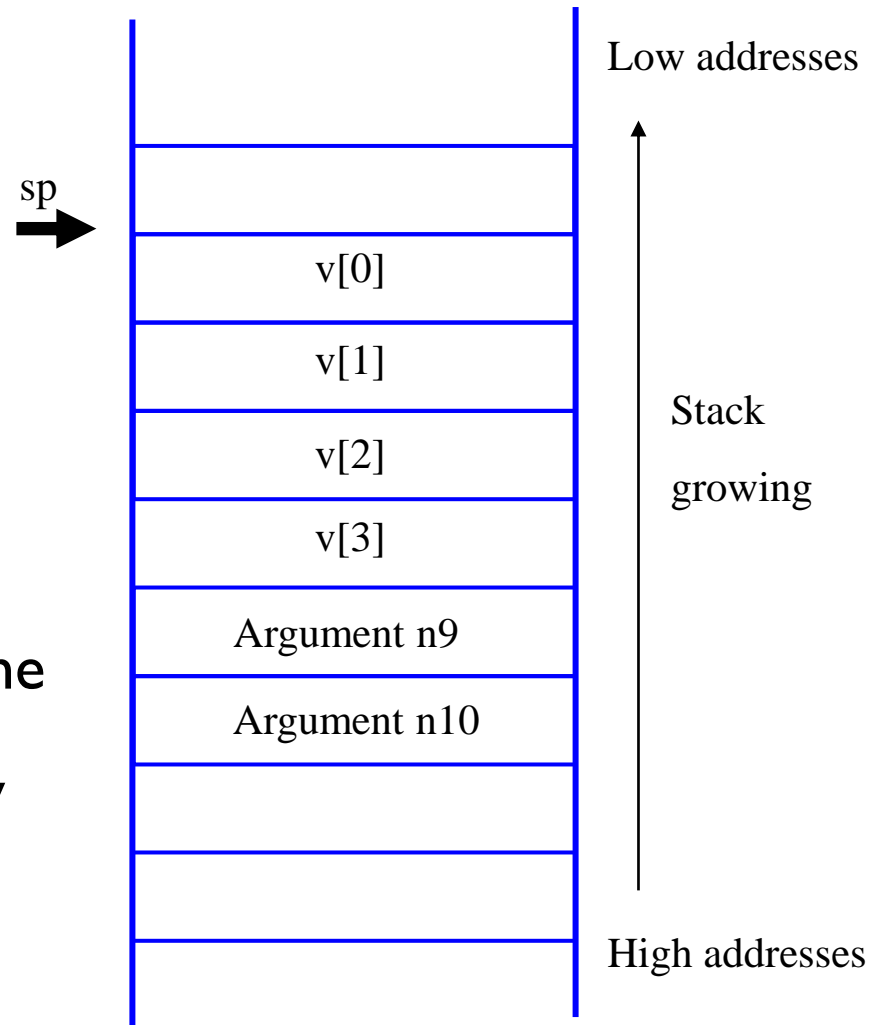 Low addresses
sp
v[0]
v[1]
v[2]
Stack
growing
v[3]
Argument n9
Argument n10
High addresses